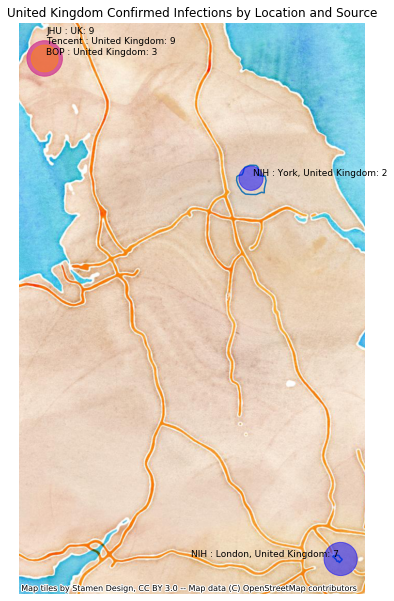 United Kingdom Confirmed Infections by Location and Source
JHU : UK: 9
Tencent : United Kingdom: 9
BOP : United Kingdom: 3
NIH : York, United Kingdom: 2
NIH : London, United Kingdom: 7
Map tiles by Stamen Design, CC BY 3.0 -- Map data (C) OpenStreetMap contributors